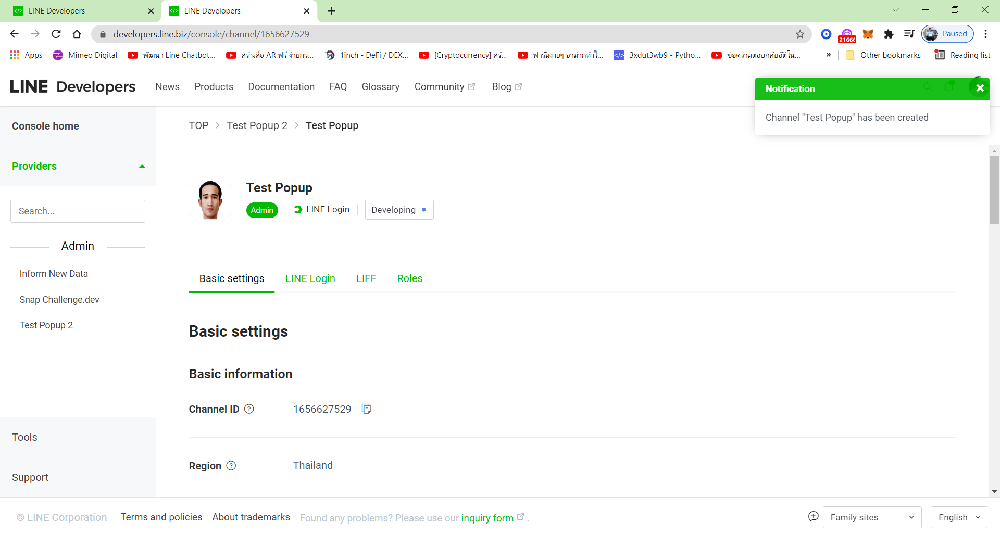 LINE Developers
LINE Developers
developers.line.biz/console/channel/1656627529
21666
Paused
Apps
Mimeo Digital
พัฒนา Line Chatbot...
สร้างสื่อ AR ฟรี ง่ายกว่...
1inch - DeFi / DEX...
[Cryptocurrency] สรั...
ฟาร์มง่ายๆ อาม่าก็ทำไ...
3xdut3wb9 - Pytho...
ข้อความตอบกลับอัติโน...
»
Other bookmarks
Reading list
LINE Developers
News
Products
Documentation
FAQ
Glossary
Community
Blog
Notification
Channel "Test Popup" has been created
Console home
Providers
Search...
Admin
Inform New Data
Snap Challenge.dev
Test Popup 2
Tools
Support
TOP > Test Popup 2 > Test Popup
Test Popup
Admin
LINE Login
Developing
Basic settings
LINE Login
LIFF
Roles
Basic settings
Basic information
Channel ID ?
1656627529
Region ?
Thailand
© LINE Corporation
Terms and policies
About trademarks
Found any problems? Please use our inquiry form .
Family sites
English